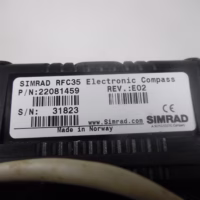 SIMRAD RFC35 Electronic Compass
P/N:22081459 REV.:E02
S/N: 31823
www.Simrad.com
SIMRAD
Made in Norway